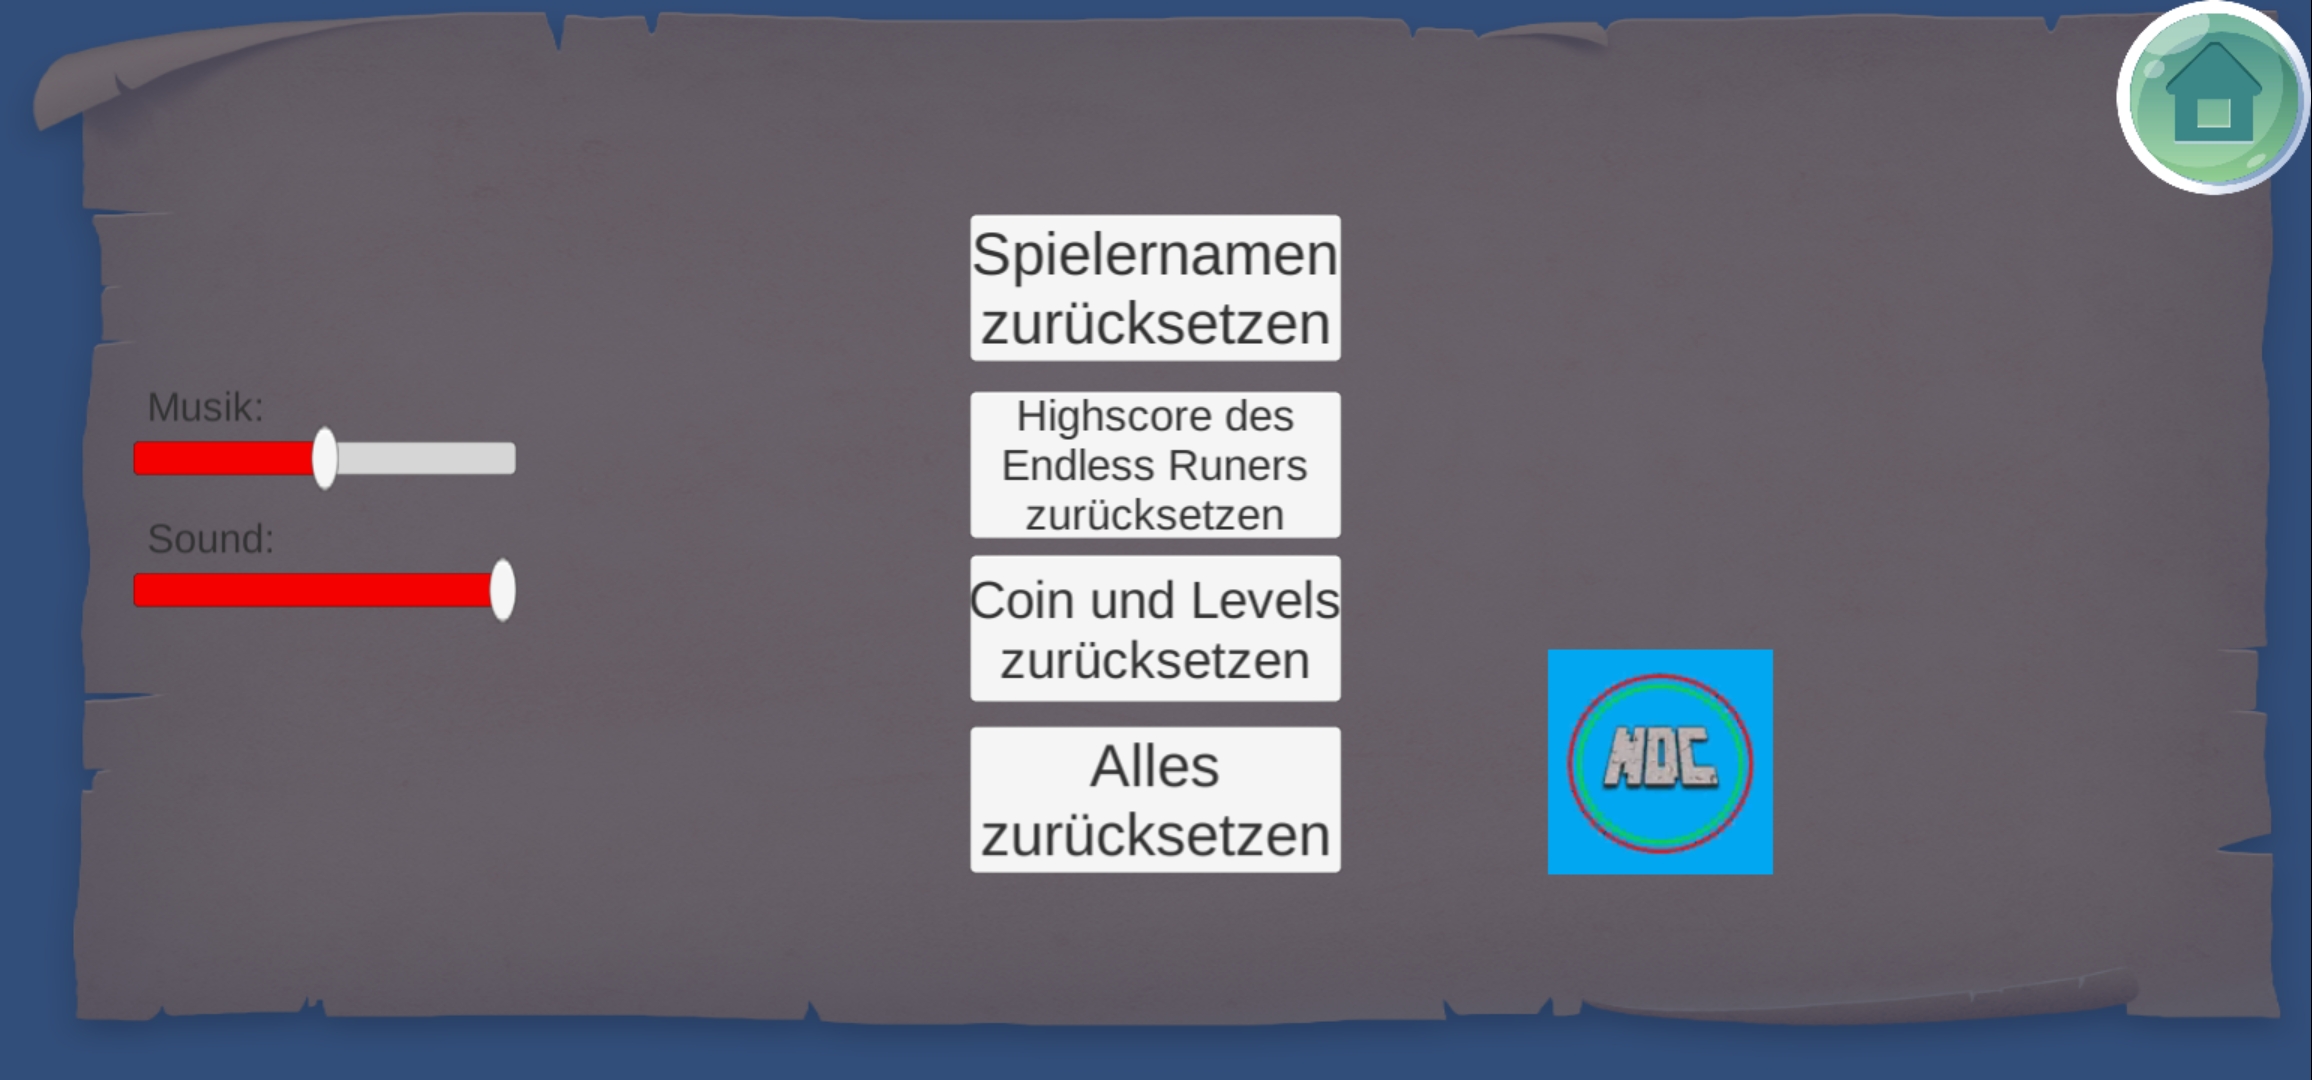 Spielernamen
zurücksetzen
Musik:
Highscore des
Endless Runers
zurücksetzen
Sound:
Coin und Levels
zurücksetzen
Alles
zurücksetzen
NDC